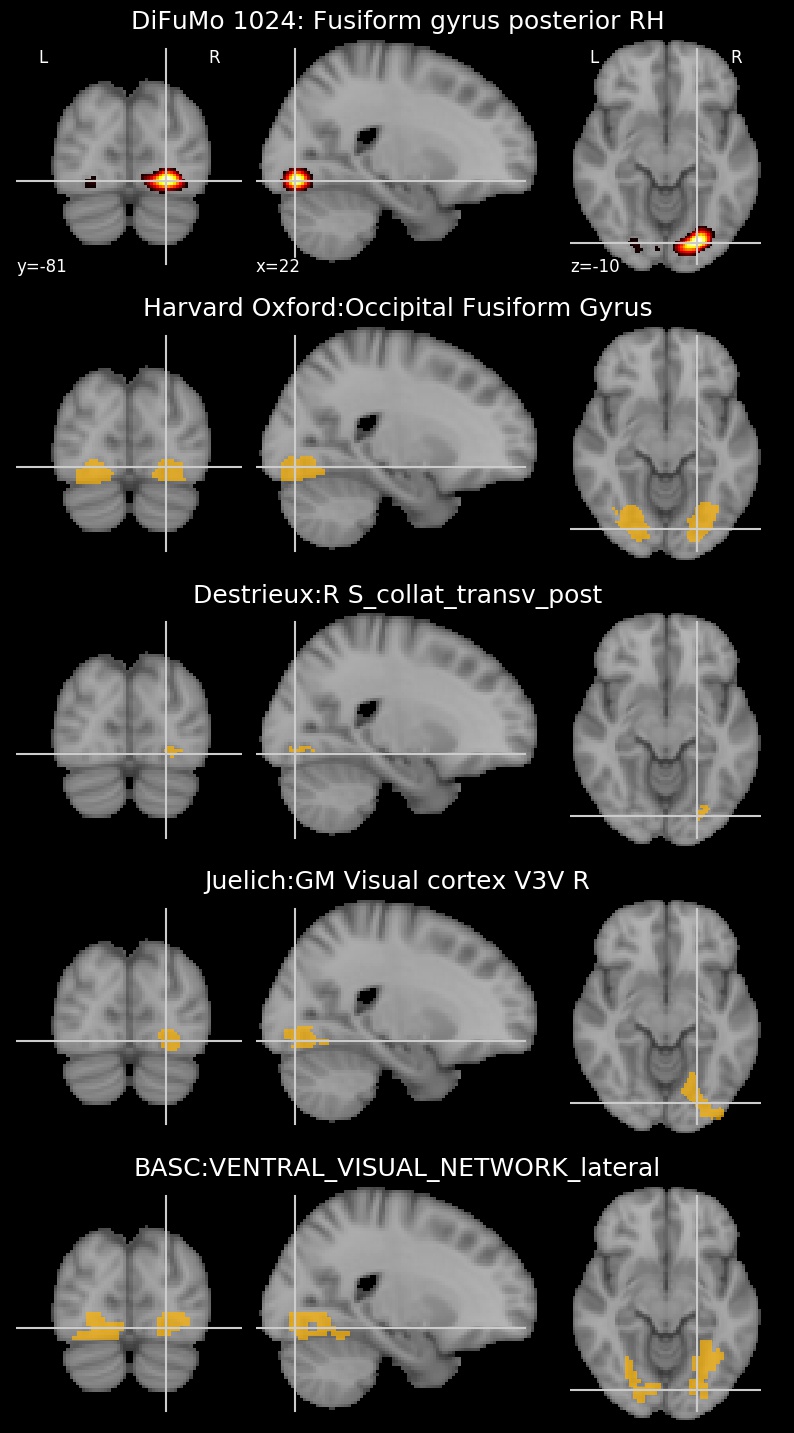 DiFuMo 1024: Fusiform gyrus posterior RH
L R L R
y=-81 x=22 z=-10
Harvard Oxford:Occipital Fusiform Gyrus
Destrieux:R S_collat_transv_post
Juelich:GM Visual cortex V3V R
BASC:VENTRAL_VISUAL_NETWORK_lateral